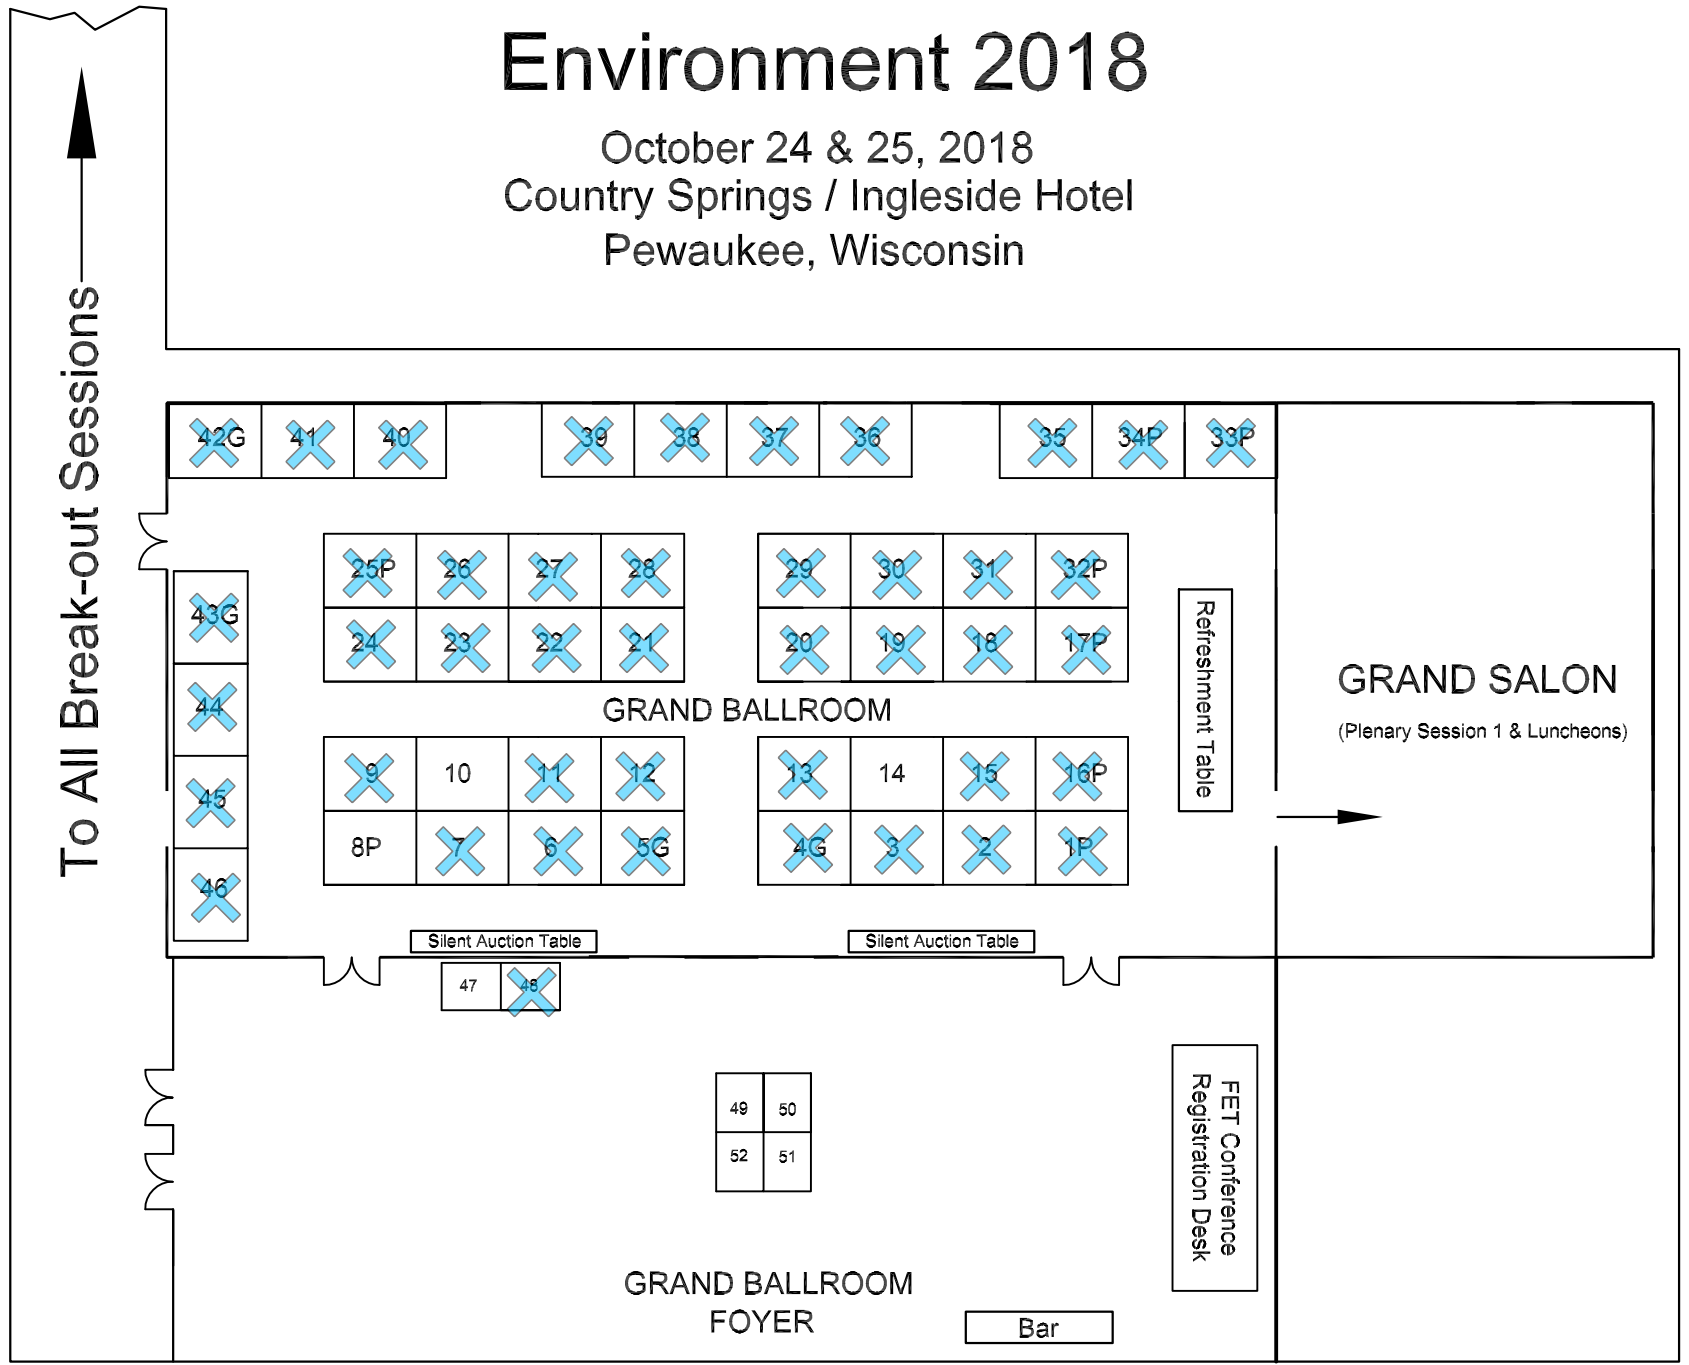 Environment 2018
October 24 & 25, 2018
Country Springs / Ingleside Hotel
Pewaukee, Wisconsin
To All Break-out Sessions
42G 41 40 39 38 37 36 35 34P 33P
25P 26 27 28 29 30 31 32P
43G
24 23 22 21 20 19 18 17P
44
GRAND BALLROOM
Refreshment Table
GRAND SALON
(Plenary Session 1 & Luncheons)
9 10 11 12 13 14 15 16P
45
8P 7 6 5G 4G 3 2 1P
46
Silent Auction Table Silent Auction Table
47 48
49 50
52 51
FET Conference
Registration Desk
GRAND BALLROOM
FOYER
Bar